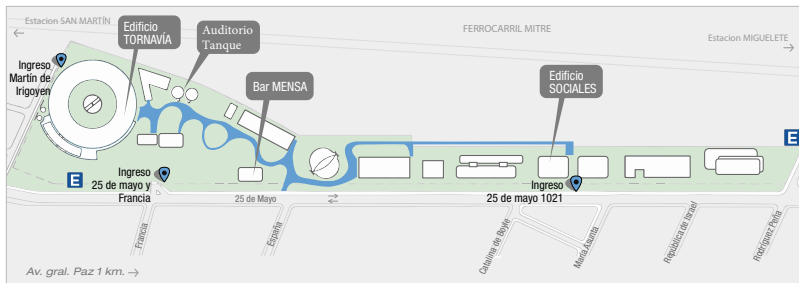 Estacion SAN MARTÍN
FERROCARRIL MITRE
Estacion MIGUELETE
Edificio
TORNAVÍA
Auditorio
Tanque
Ingreso
Martín de
Irigoyen
Bar MENSA
Edificio
SOCIALES
E
E
Ingreso
25 de mayo y
Francia
25 de Mayo
Ingreso
25 de mayo 1021
Francia
España
Catalina de Boyle
María Asunta
República de Israel
Rodríguez Peña
Av. gral. Paz 1 km.